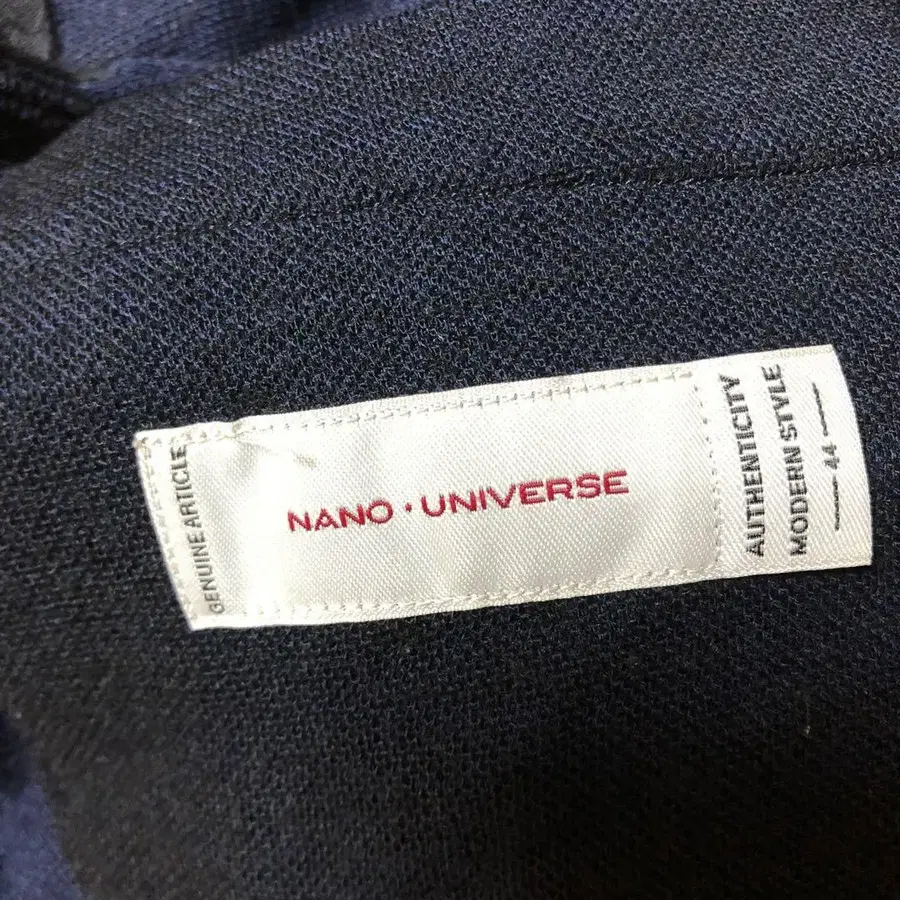 GENUINE ARTICLE
NANO・UNIVERSE
AUTHENTICITY
MODERN STYLE
— 44 —